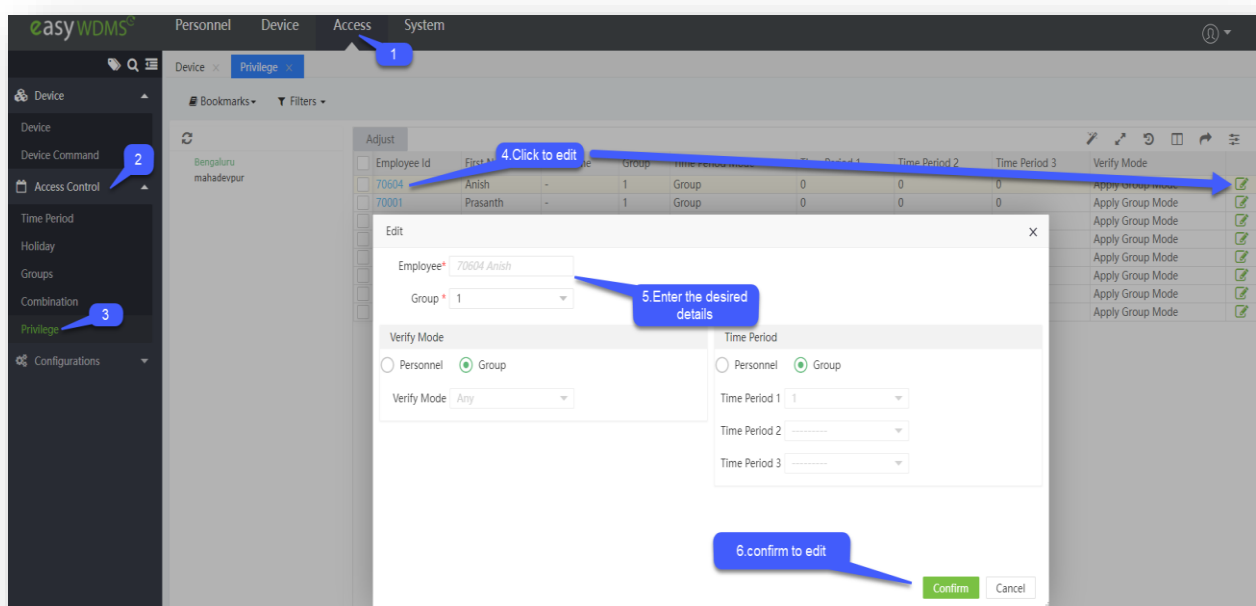 easyWDMS
Personnel Device Access System
1
Device × Privilege ×
Device
Bookmarks Filters
Device
Device Command
2
Access Control
Time Period
Holiday
Groups
Combination
3
Privilege
Configurations
Bengaluru
mahadevpur
Adjust
Employee Id Group Time Period 2 Time Period 3 Verify Mode
4.Click to edit
70604 Anish - 1 Group 0 0 0 Apply Group Mode
70001 Prasanth - 1 Group 0 0 0 Apply Group Mode
Apply Group Mode
Apply Group Mode
Apply Group Mode
Apply Group Mode
Apply Group Mode
Apply Group Mode
Edit X
Employee* 70604 Anish
Group * 1
5.Enter the desired
details
Verify Mode
Personnel Group
Verify Mode Any
Time Period
Personnel Group
Time Period 1 1
Time Period 2 ---------
Time Period 3 ---------
6.confirm to edit
Confirm Cancel